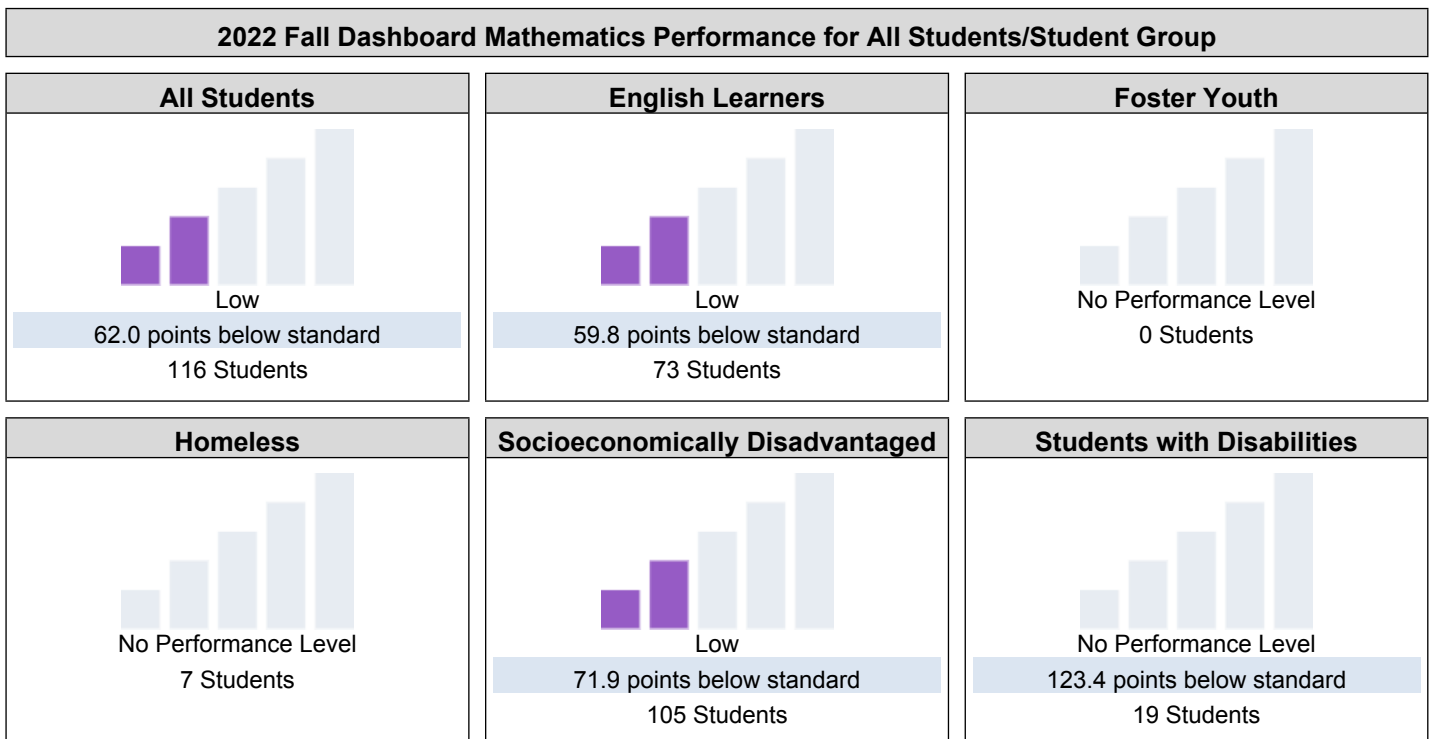 2022 Fall Dashboard Mathematics Performance for All Students/Student Group
All Students
Low
62.0 points below standard
116 Students
English Learners
Low
59.8 points below standard
73 Students
Foster Youth
No Performance Level
0 Students
Homeless
No Performance Level
7 Students
Socioeconomically Disadvantaged
Low
71.9 points below standard
105 Students
Students with Disabilities
No Performance Level
123.4 points below standard
19 Students